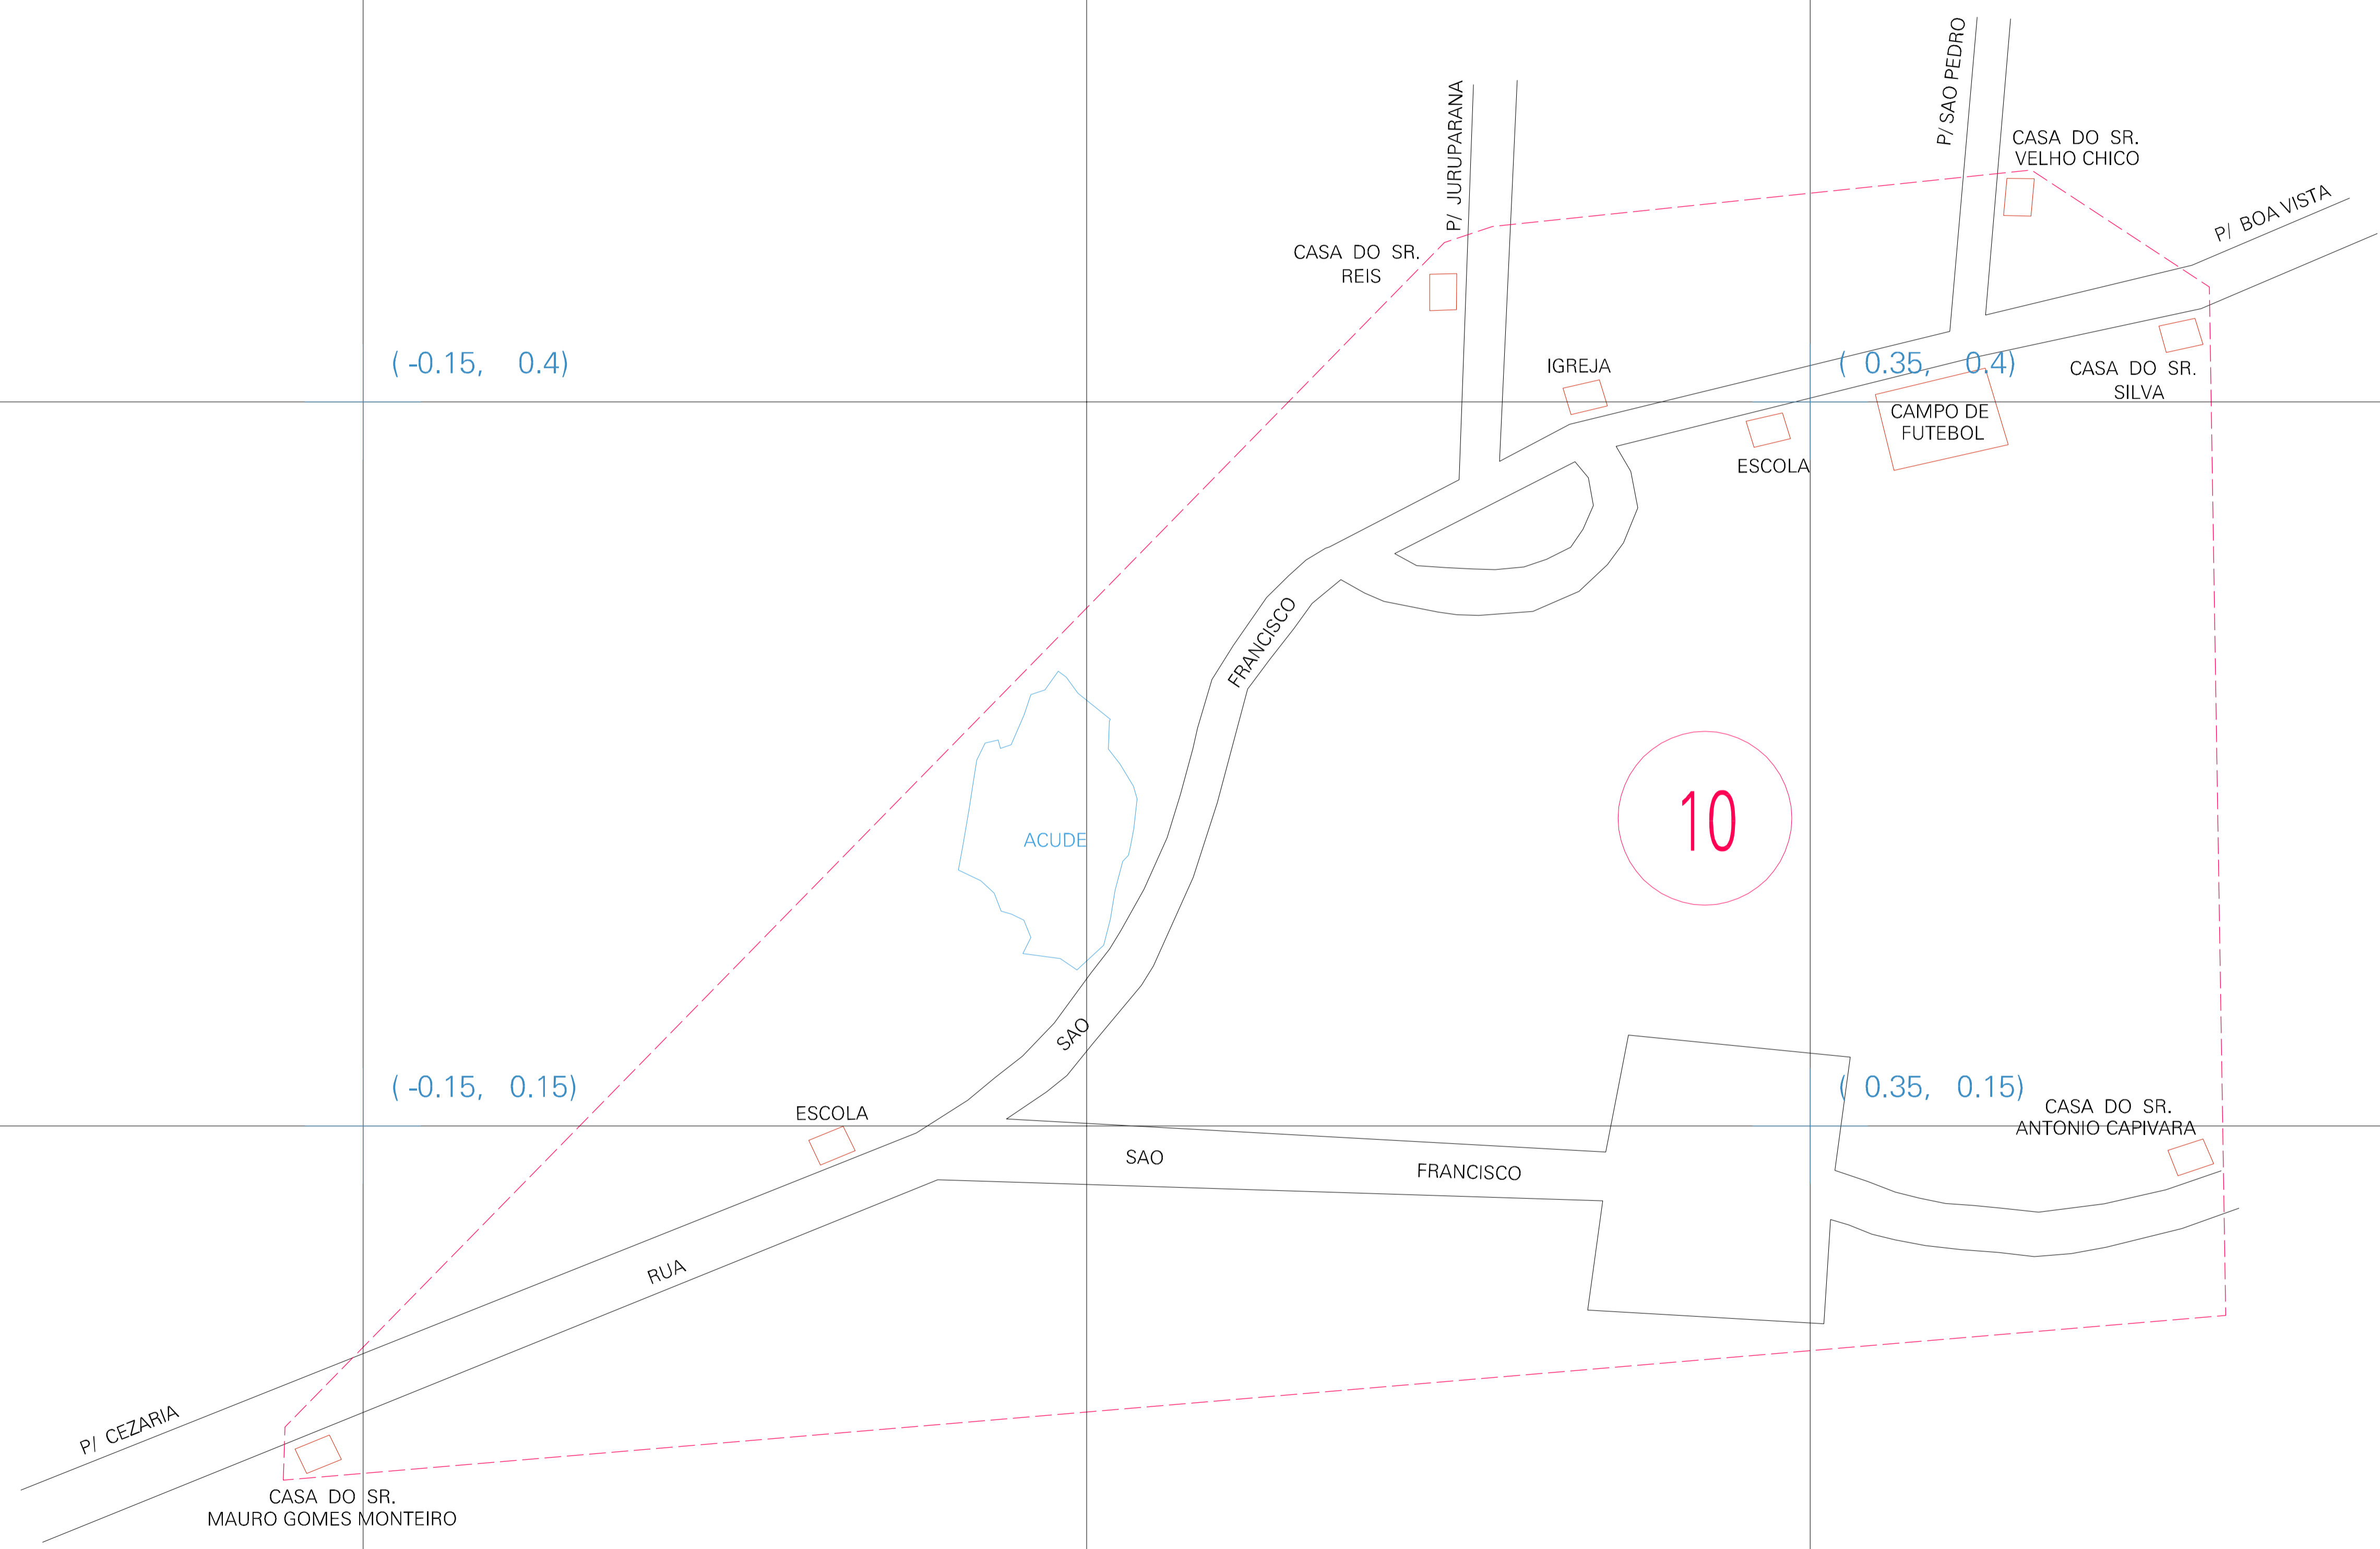 P/ SAO PEDRO
P/ JURUPARANA
CASA DO SR.
VELHO CHICO
P/ BOA VISTA
CASA DO SR.
REIS
( -0.15, 0.4)
IGREJA
( 0.35, 0.4)
CASA DO SR.
SILVA
CAMPO DE
FUTEBOL
ESCOLA
FRANCISCO
10
ACUDE
SAO
( -0.15, 0.15)
( 0.35, 0.15)
ESCOLA
CASA DO SR.
ANTONIO CAPIVARA
SAO
FRANCISCO
RUA
P/ CEZARIA
CASA DO SR.
MAURO GOMES MONTEIRO